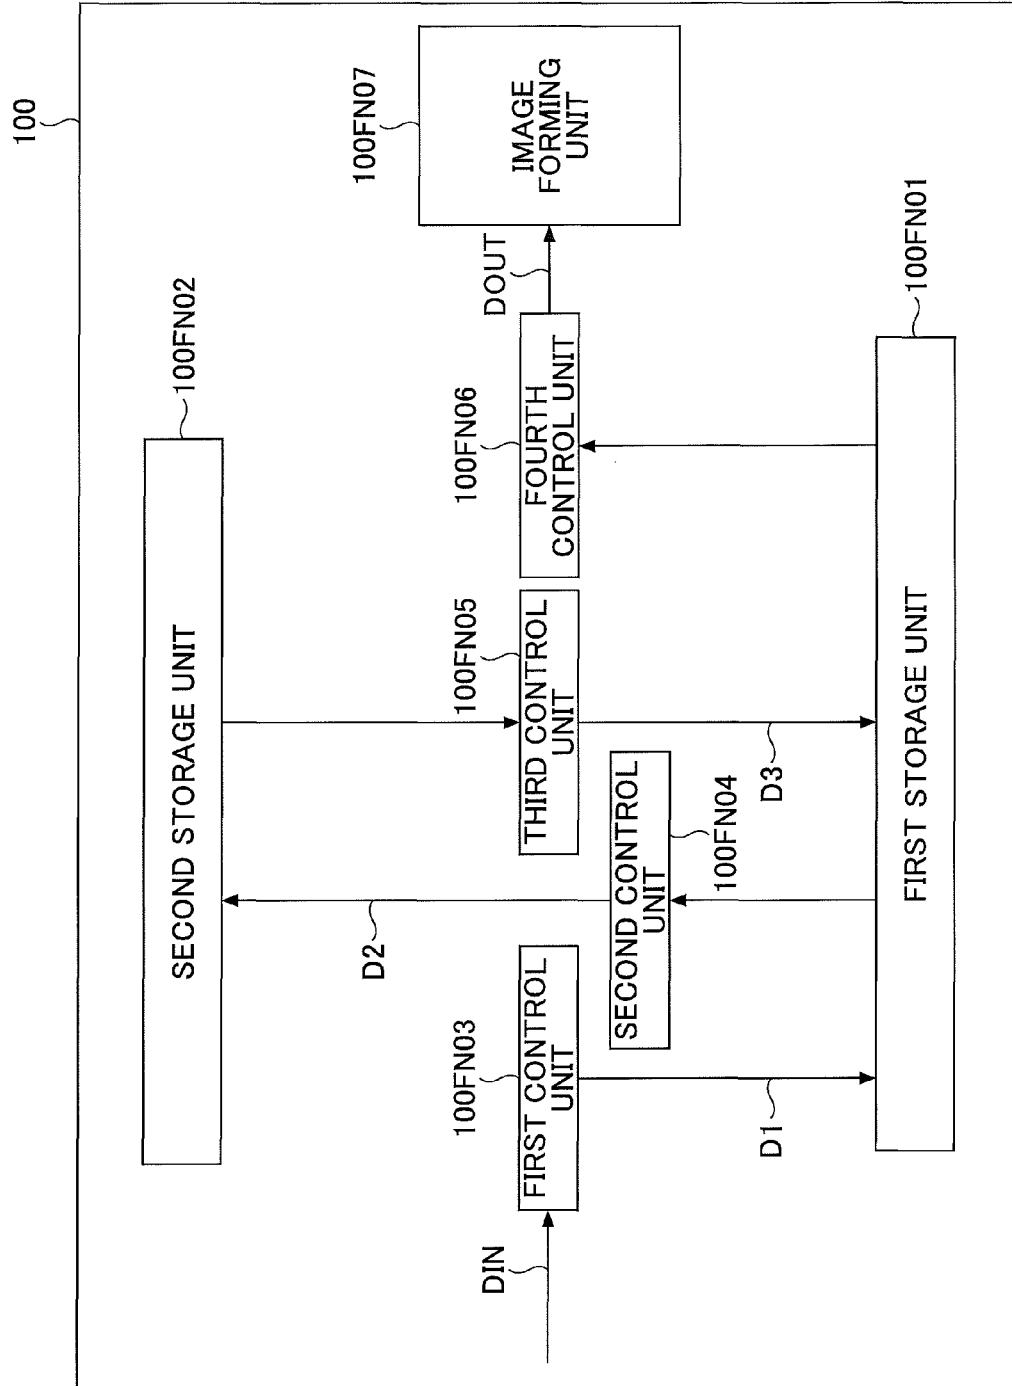 100
SECOND STORAGE UNIT
100FN02
DIN
100FN03
FIRST CONTROL
UNIT
D1
D2
SECOND CONTROL
UNIT
100FN04
100FN05
THIRD CONTROL
UNIT
D3
100FN06
FOURTH
CONTROL UNIT
DOUT
100FN07
IMAGE
FORMING
UNIT
FIRST STORAGE UNIT
100FN01